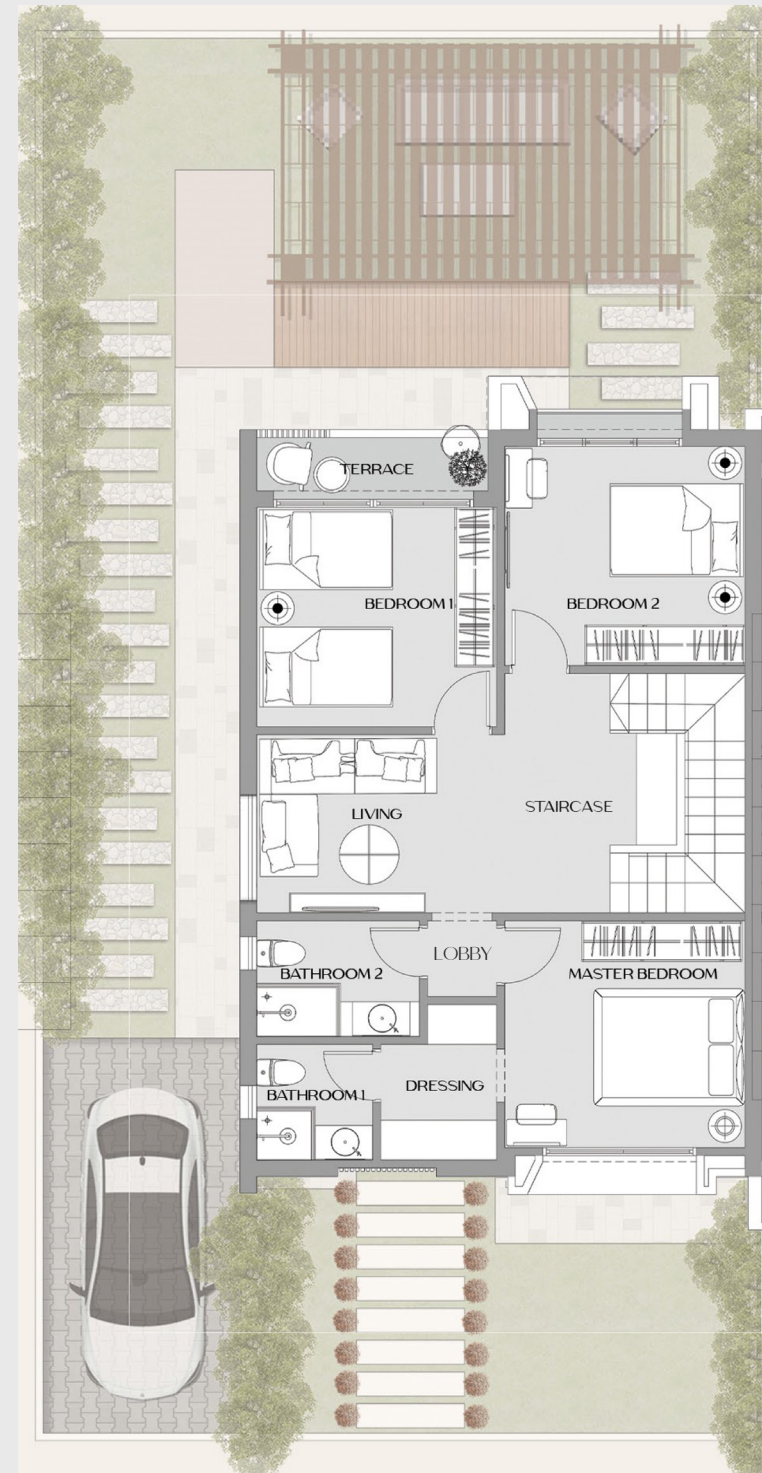 TERRACE
BEDROOM 1
BEDROOM 2
LIVING
STAIRCASE
LOBBY
BATHROOM 2
MASTER BEDROOM
BATHROOM 1
DRESSING